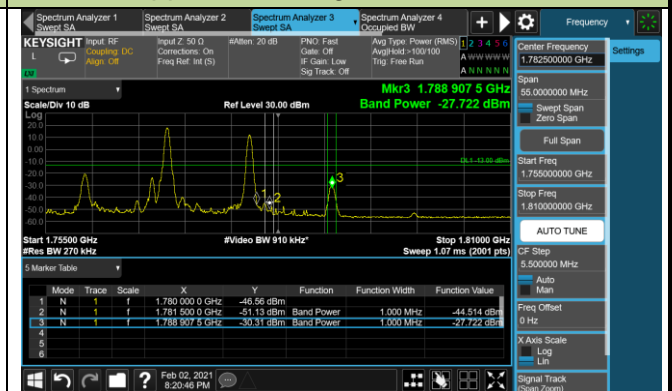 Spectrum Analyzer 1
Swept SA
Spectrum Analyzer 2
Swept SA
Spectrum Analyzer 3
Swept SA
Spectrum Analyzer 4
Occupied BW
Frequency
KEYSIGHT
L
Input: RF
Coupling: DC
Align: Off
Input Z: 50 Ω
Corrections: On
Freq Ref: Int (S)
#Atten: 20 dB
PNO: Fast
Gate: Off
IF Gain: Low
Sig Track: Off
Avg Type: Power (RMS)
Avg|Hold >100/100
Trig: Free Run
1 2 3 4 5 6
A W W W W W
A N N N N N
1 Spectrum
Scale/Div 10 dB
Log
Ref Level 30.00 dBm
Mkr3 1.788 907 5 GHz
Band Power -27.722 dBm
20.0
10.0
0.00
-10.0
-20.0
-30.0
-40.0
-50.0
-60.0
DL1 -13.00 dBm
1
2
3
Start 1.75500 GHz
#Res BW 270 kHz
#Video BW 910 kHz*
Stop 1.81000 GHz
Sweep 1.07 ms (2001 pts)
5 Marker Table
Mode Trace Scale X Y Function Function Width Function Value
1 N 1 f 1.780 000 0 GHz -46.56 dBm
2 N 1 f 1.781 500 0 GHz -51.13 dBm Band Power 1.000 MHz -44.514 dBm
3 N 1 f 1.788 907 5 GHz -30.31 dBm Band Power 1.000 MHz -27.722 dBm
4
5
6
Feb 02, 2021
8:20:46 PM
Center Frequency
1.782500000 GHz
Settings
Span
55.0000000 MHz
Swept Span
Zero Span
Full Span
Start Freq
1.755000000 GHz
Stop Freq
1.810000000 GHz
AUTO TUNE
CF Step
5.500000 MHz
Auto
Man
Freq Offset
0 Hz
X Axis Scale
Log
Lin
Signal Track
(Span Zoom)